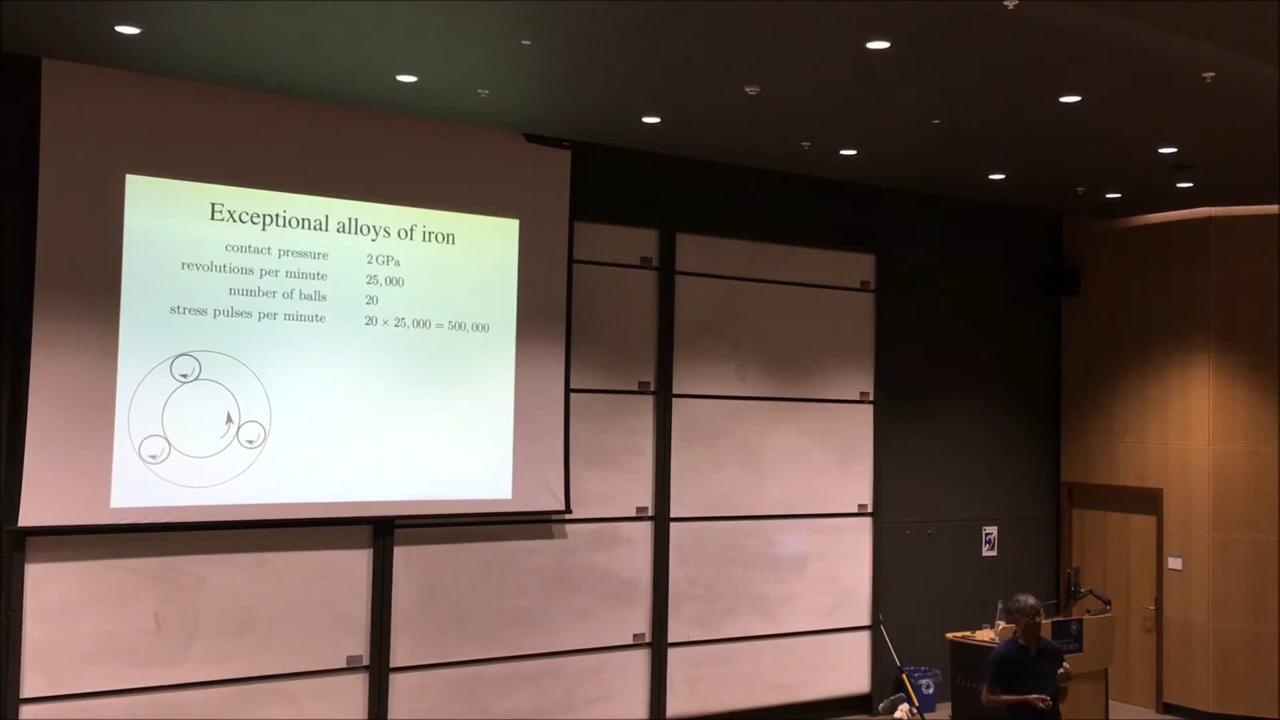 Exceptional alloys of iron
contact pressure 2 GPa
revolutions per minute 25,000
number of balls 20
stress pulses per minute 20 × 25,000 = 500,000